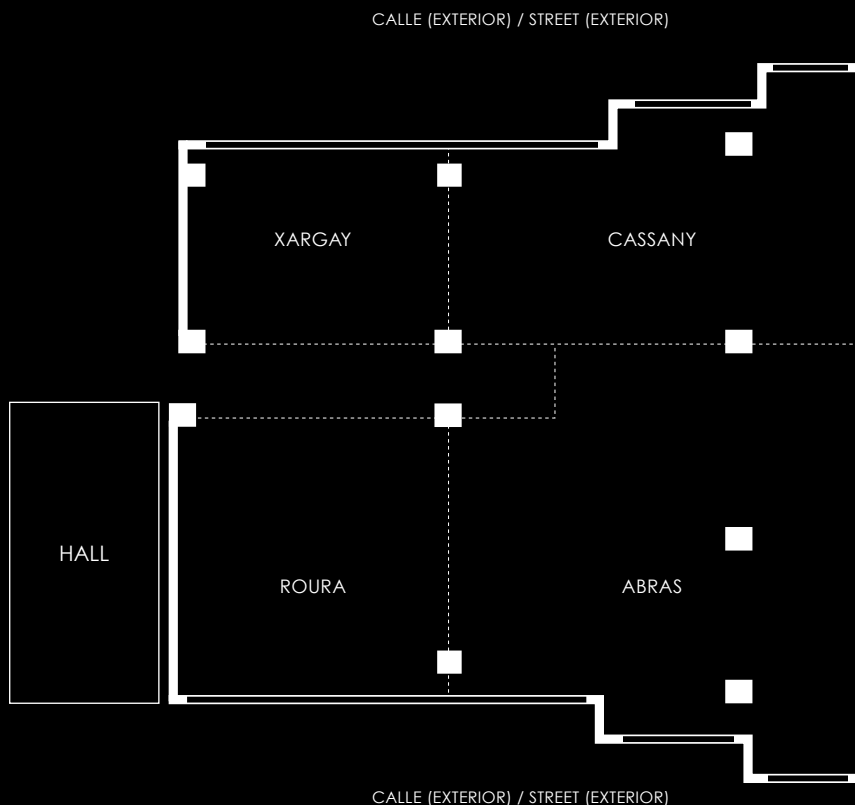 CALLE (EXTERIOR) / STREET (EXTERIOR)
XARGAY
CASSANY
HALL
ROURA
ABRAS
CALLE (EXTERIOR) / STREET (EXTERIOR)